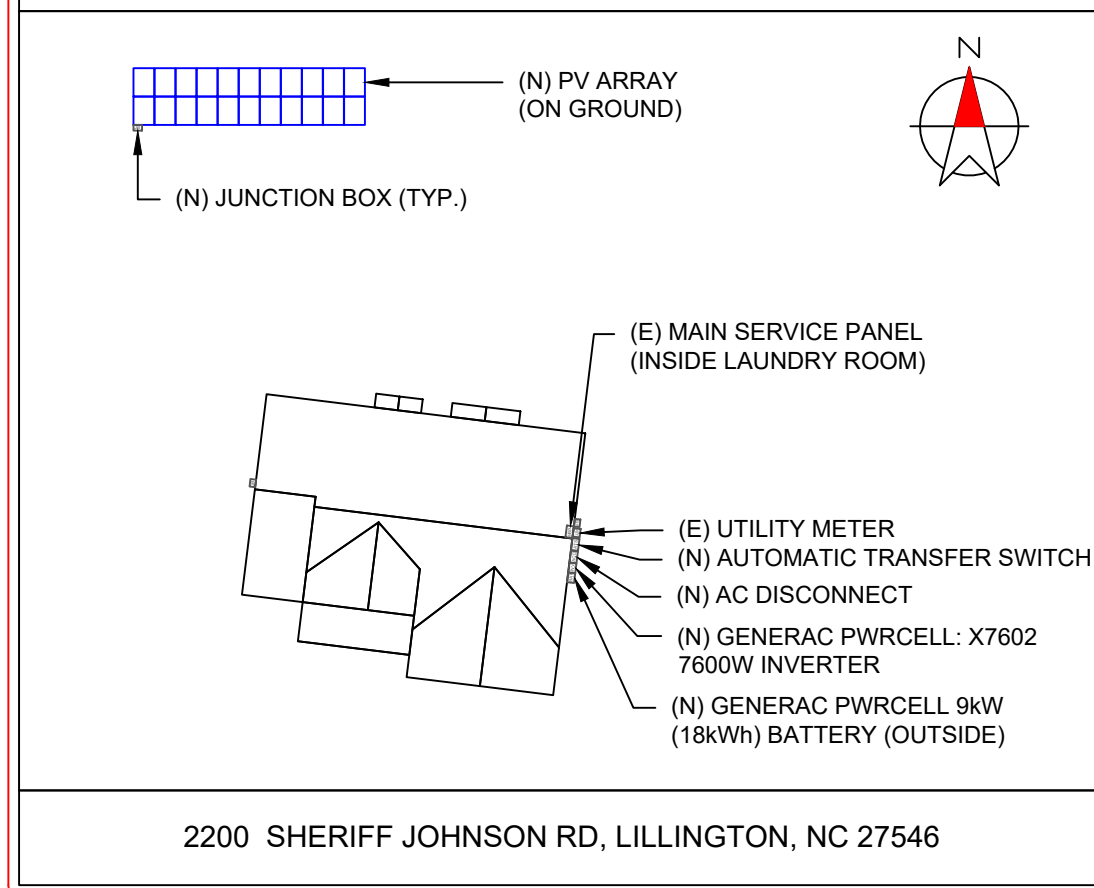 (N) PV ARRAY
(ON GROUND)
N
(N) JUNCTION BOX (TYP.)
(E) MAIN SERVICE PANEL
(INSIDE LAUNDRY ROOM)
(E) UTILITY METER
(N) AUTOMATIC TRANSFER SWITCH
(N) AC DISCONNECT
(N) GENERAC PWRCELL: X7602
7600W INVERTER
(N) GENERAC PWRCELL 9kW
(18kWh) BATTERY (OUTSIDE)
2200 SHERIFF JOHNSON RD, LILLINGTON, NC 27546